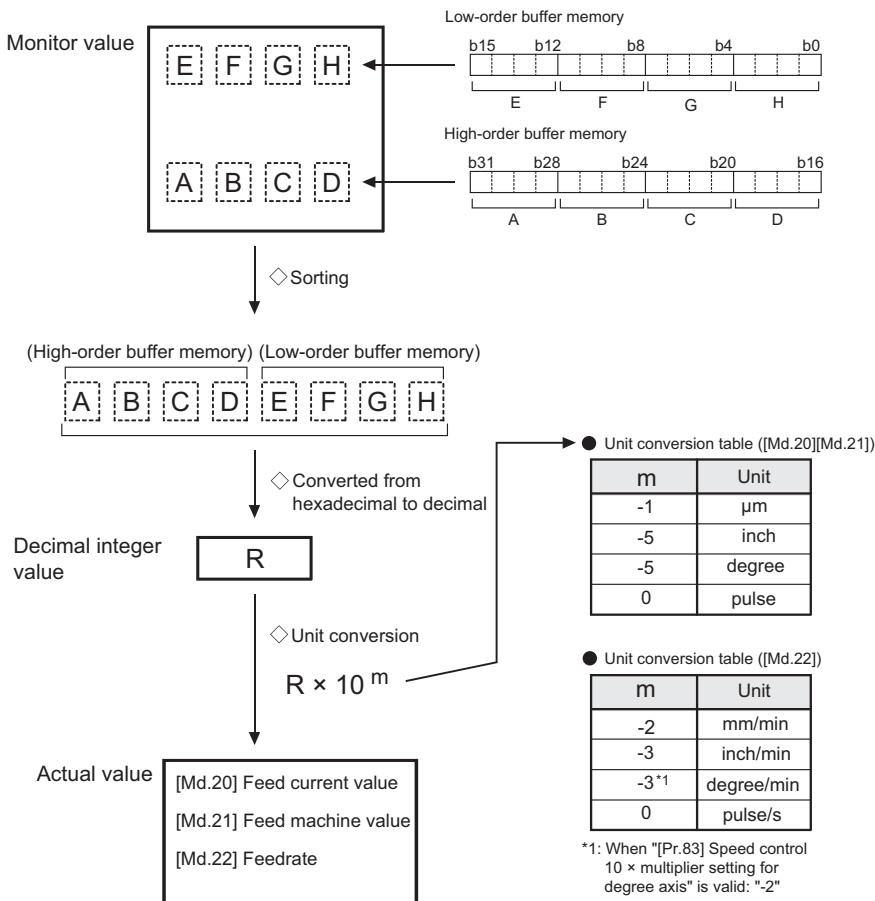 Monitor value
E F G H
A B C D
Low-order buffer memory
b15 b12 b8 b4 b0
E F G H
High-order buffer memory
b31 b28 b24 b20 b16
A B C D
◇ Sorting
(High-order buffer memory) (Low-order buffer memory)
A B C D E F G H
◇ Converted from
hexadecimal to decimal
Decimal integer
value
R
◇ Unit conversion
R × 10 m
● Unit conversion table ([Md.20][Md.21])
m Unit
-1 µm
-5 inch
-5 degree
0 pulse
● Unit conversion table ([Md.22])
m Unit
-2 mm/min
-3 inch/min
-3*1 degree/min
0 pulse/s
*1: When "[Pr.83] Speed control
10 × multiplier setting for
degree axis" is valid: "-2"
Actual value
[Md.20] Feed current value
[Md.21] Feed machine value
[Md.22] Feedrate